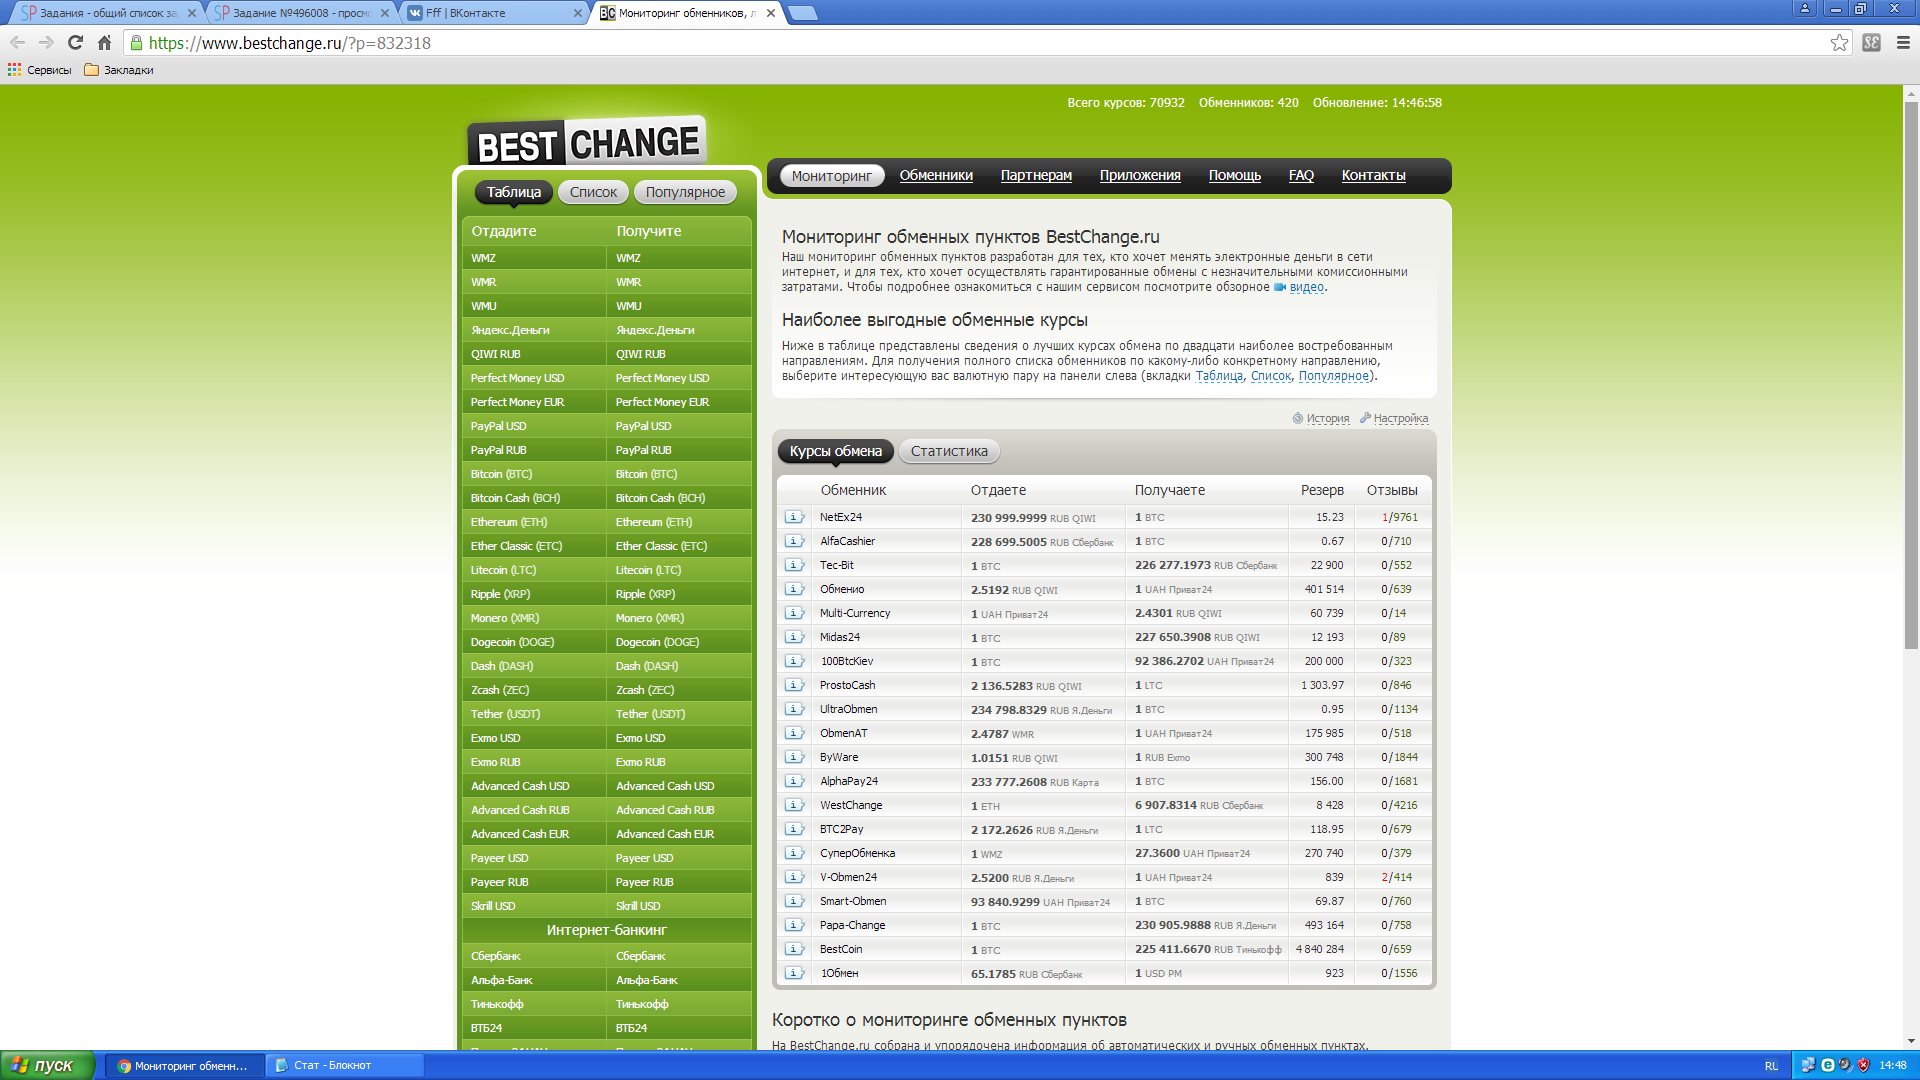 Задания - общий список за
Задание №496008 - просмо
Fff | ВКонтакте
Мониторинг обменников, л
https://www.bestchange.ru/?p=832318
Сервисы
Закладки
Всего курсов: 70932 Обменников: 420 Обновление: 14:46:58
BEST CHANGE
Мониторинг Обменники Партнерам Приложения Помощь FAQ Контакты
Таблица Список Популярное
Отдадите Получите
WMZ WMZ
WMR WMR
WMU WMU
Яндекс.Деньги Яндекс.Деньги
QIWI RUB QIWI RUB
Perfect Money USD Perfect Money USD
Perfect Money EUR Perfect Money EUR
PayPal USD PayPal USD
PayPal RUB PayPal RUB
Bitcoin (BTC) Bitcoin (BTC)
Bitcoin Cash (BCH) Bitcoin Cash (BCH)
Ethereum (ETH) Ethereum (ETH)
Ether Classic (ETC) Ether Classic (ETC)
Litecoin (LTC) Litecoin (LTC)
Ripple (XRP) Ripple (XRP)
Monero (XMR) Monero (XMR)
Dogecoin (DOGE) Dogecoin (DOGE)
Dash (DASH) Dash (DASH)
Zcash (ZEC) Zcash (ZEC)
Tether (USDT) Tether (USDT)
Exmo USD Exmo USD
Exmo RUB Exmo RUB
Advanced Cash USD Advanced Cash USD
Advanced Cash RUB Advanced Cash RUB
Advanced Cash EUR Advanced Cash EUR
Payeer USD Payeer USD
Payeer RUB Payeer RUB
Skrill USD Skrill USD
Интернет-банкинг
Сбербанк Сбербанк
Альфа-Банк Альфа-Банк
Тинькофф Тинькофф
ВТБ24 ВТБ24
Мониторинг обменных пунктов BestChange.ru
Наш мониторинг обменных пунктов разработан для тех, кто хочет менять электронные деньги в сети
интернет, и для тех, кто хочет осуществлять гарантированные обмены с незначительными комиссионными
затратами. Чтобы подробнее ознакомиться с нашим сервисом посмотрите обзорное видео.
Наиболее выгодные обменные курсы
Ниже в таблице представлены сведения о лучших курсах обмена по двадцати наиболее востребованным
направлениям. Для получения полного списка обменников по какому-либо конкретному направлению,
выберите интересующую вас валютную пару на панели слева (вкладки Таблица, Список, Популярное).
История Настройка
Курсы обмена Статистика
Обменник Отдаете Получаете Резерв Отзывы
NetEx24 230 999.9999 RUB QIWI 1 BTC 15.23 1/9761
AlfaCashier 228 699.5005 RUB Сбербанк 1 BTC 0.67 0/710
Tec-Bit 1 BTC 226 277.1973 RUB Сбербанк 22 900 0/552
Обменио 2.5192 RUB QIWI 1 UAH Приват24 401 514 0/639
Multi-Currency 1 UAH Приват24 2.4301 RUB QIWI 60 739 0/14
Midas24 1 BTC 227 650.3908 RUB QIWI 12 193 0/89
100BtcKiev 1 BTC 92 386.2702 UAH Приват24 200 000 0/323
ProstoCash 2 136.5283 RUB QIWI 1 LTC 1 303.97 0/846
UltraObmen 234 798.8329 RUB Я.Деньги 1 BTC 0.95 0/1134
ObmenAT 2.4787 WMR 1 UAH Приват24 175 985 0/518
ByWare 1.0151 RUB QIWI 1 RUB Exmo 300 748 0/1844
AlphaPay24 233 777.2608 RUB Карта 1 BTC 156.00 0/1681
WestChange 1 ETH 6 907.8314 RUB Сбербанк 8 428 0/4216
BTC2Pay 2 172.2626 RUB Я.Деньги 1 LTC 118.95 0/679
СуперОбменка 1 WMZ 27.3600 UAH Приват24 270 740 0/379
V-Obmen24 2.5200 RUB Я.Деньги 1 UAH Приват24 839 2/414
Smart-Obmen 93 840.9299 UAH Приват24 1 BTC 69.87 0/760
Papa-Change 1 BTC 230 905.9888 RUB Я.Деньги 493 164 0/758
BestCoin 1 BTC 225 411.6670 RUB Тинькофф 4 840 284 0/659
1Обмен 65.1785 RUB Сбербанк 1 USD PM 923 0/1556
Коротко о мониторинге обменных пунктов
На BestChange.ru собрана и упорядочена информация об автоматических и ручных обменных пунктах.
пуск
Мониторинг обменн...
Стат - Блокнот
RL
14:48